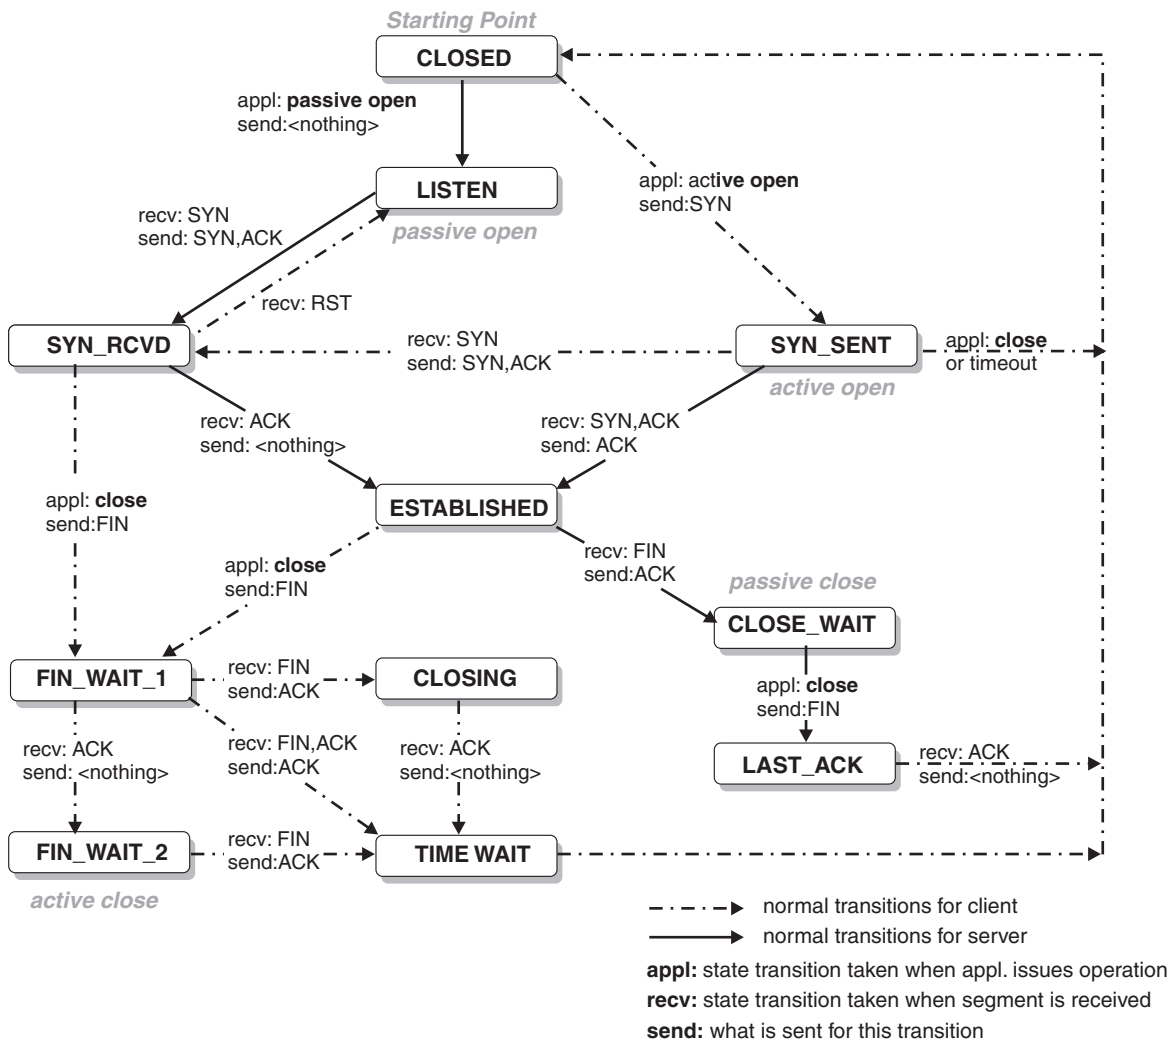 Starting Point
CLOSED
appl: passive open
send:<nothing>
LISTEN
passive open
appl: active open
send:SYN
recv: SYN
send: SYN,ACK
recv: RST
SYN_RCVD
recv: SYN
send: SYN,ACK
SYN_SENT
active open
appl: close
or timeout
recv: ACK
send: <nothing>
recv: SYN,ACK
send: ACK
appl: close
send:FIN
ESTABLISHED
appl: close
send:FIN
recv: FIN
send:ACK
passive close
CLOSE_WAIT
FIN_WAIT_1
recv: FIN
send:ACK
CLOSING
appl: close
send:FIN
recv: ACK
send: <nothing>
recv: FIN,ACK
send:ACK
recv: ACK
send:<nothing>
LAST_ACK
recv: ACK
send:<nothing>
FIN_WAIT_2
active close
recv: FIN
send:ACK
TIME WAIT
normal transitions for client
normal transitions for server
appl: state transition taken when appl. issues operation
recv: state transition taken when segment is received
send: what is sent for this transition